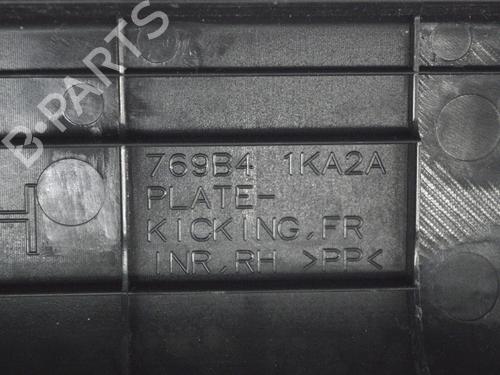 B-PARTS
769B4 1KA2A
PLATE-
KICKING,FR
INR,RH >PP<